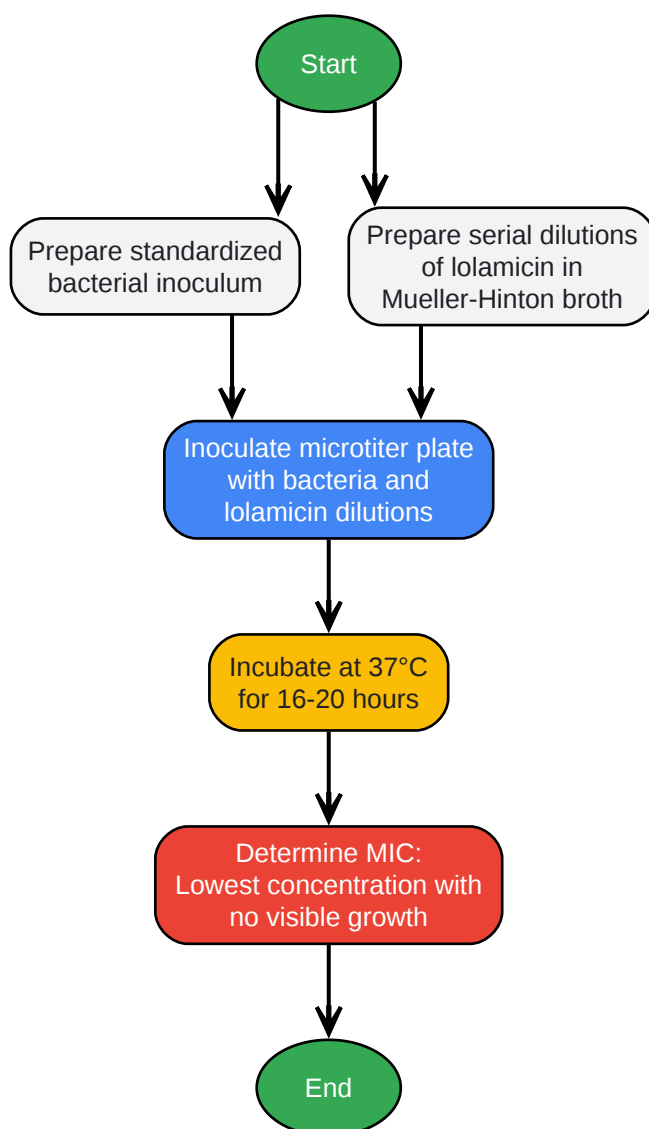 Start
Prepare standardized
bacterial inoculum
Prepare serial dilutions
of lolamicin in
Mueller-Hinton broth
Inoculate microtiter plate
with bacteria and
lolamicin dilutions
Incubate at 37°C
for 16-20 hours
Determine MIC:
Lowest concentration with
no visible growth
End